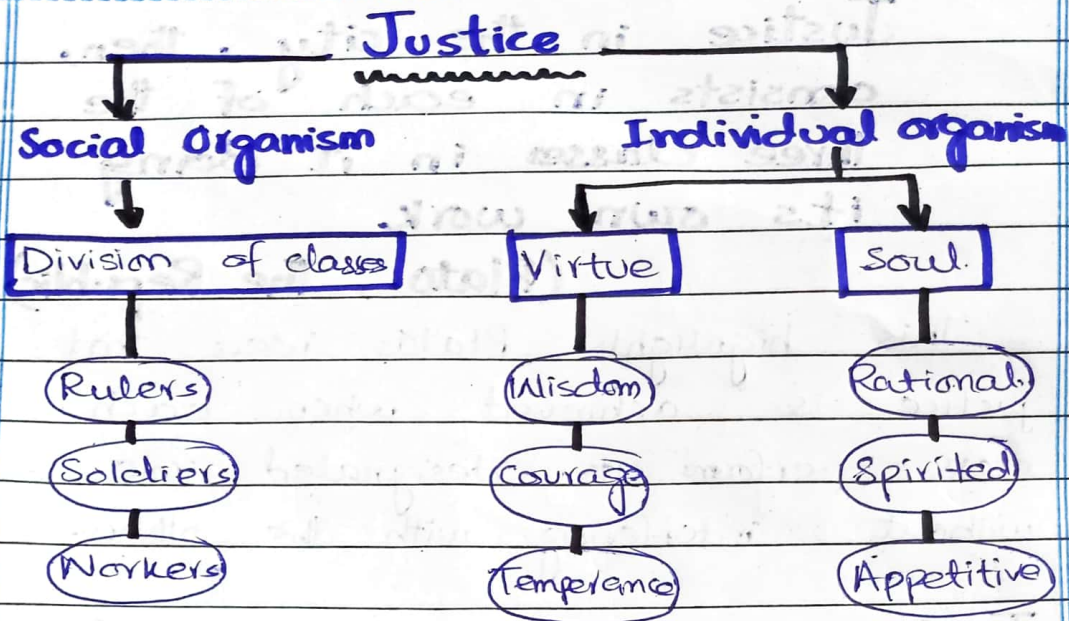 Justice
Social Organism Individual organism
Division of classes Virtue Soul.
Rulers Wisdom Rational.
Soldiers Courage Spirited
Workers Temperance Appetitive